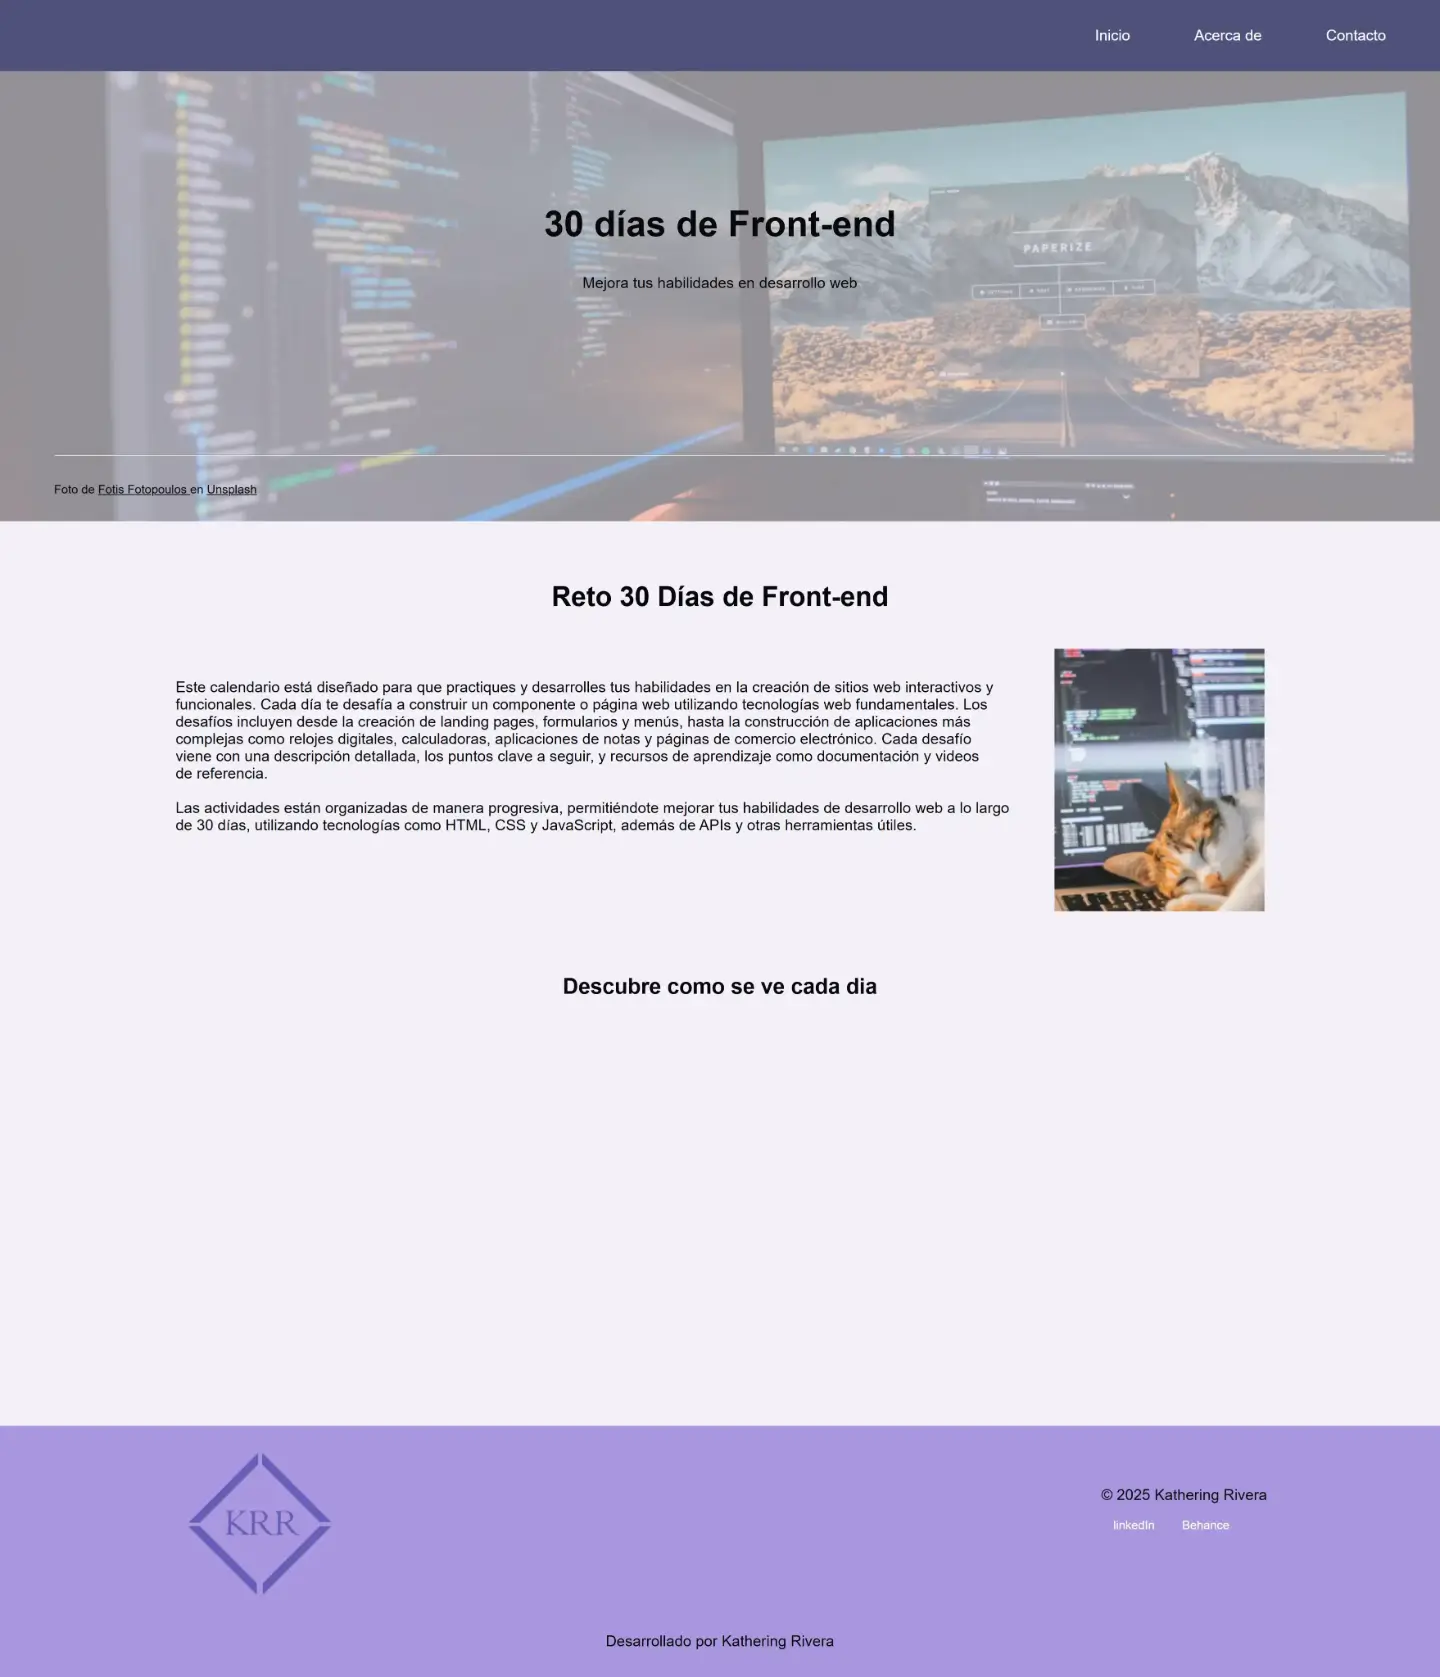 Inicio Acerca de Contacto
30 días de Front-end
PAPERIZE
Mejora tus habilidades en desarrollo web
Foto de Fotis Fotopoulos en Unsplash
Reto 30 Días de Front-end
Este calendario está diseñado para que practiques y desarrolles tus habilidades en la creación de sitios web interactivos y
funcionales. Cada día te desafía a construir un componente o página web utilizando tecnologías web fundamentales. Los
desafíos incluyen desde la creación de landing pages, formularios y menús, hasta la construcción de aplicaciones más
complejas como relojes digitales, calculadoras, aplicaciones de notas y páginas de comercio electrónico. Cada desafío
viene con una descripción detallada, los puntos clave a seguir, y recursos de aprendizaje como documentación y videos
de referencia.
Las actividades están organizadas de manera progresiva, permitiéndote mejorar tus habilidades de desarrollo web a lo largo
de 30 días, utilizando tecnologías como HTML, CSS y JavaScript, además de APIs y otras herramientas útiles.
Descubre como se ve cada dia
KRR
© 2025 Kathering Rivera
linkedIn Behance
Desarrollado por Kathering Rivera